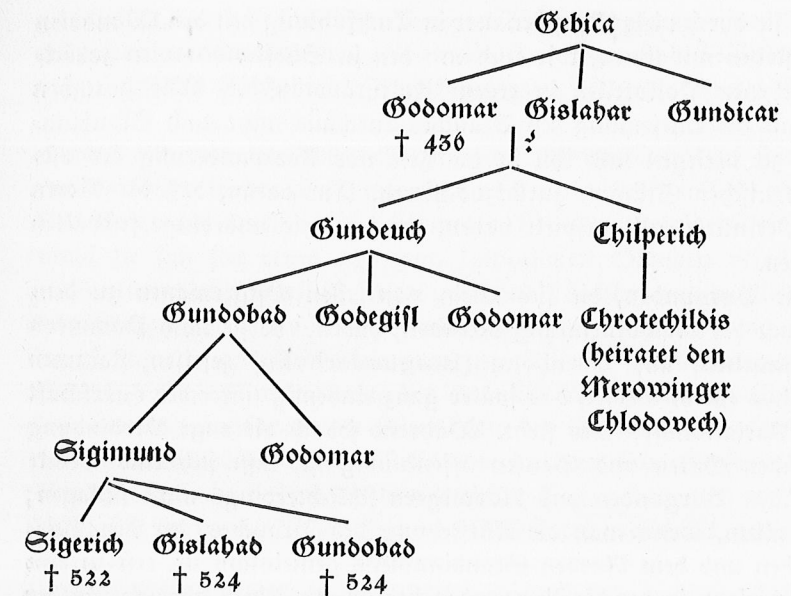 Gebica
Godomar Gislahar Gundicar
† 436 ?
Gundeuch Chilperich
Gundobad Godegisl Godomar Chrotechildis
(heiratet den
Merowinger
Chlodovech)
Sigimund Godomar
Sigerich Gislahad Gundobad
† 522 † 524 † 524